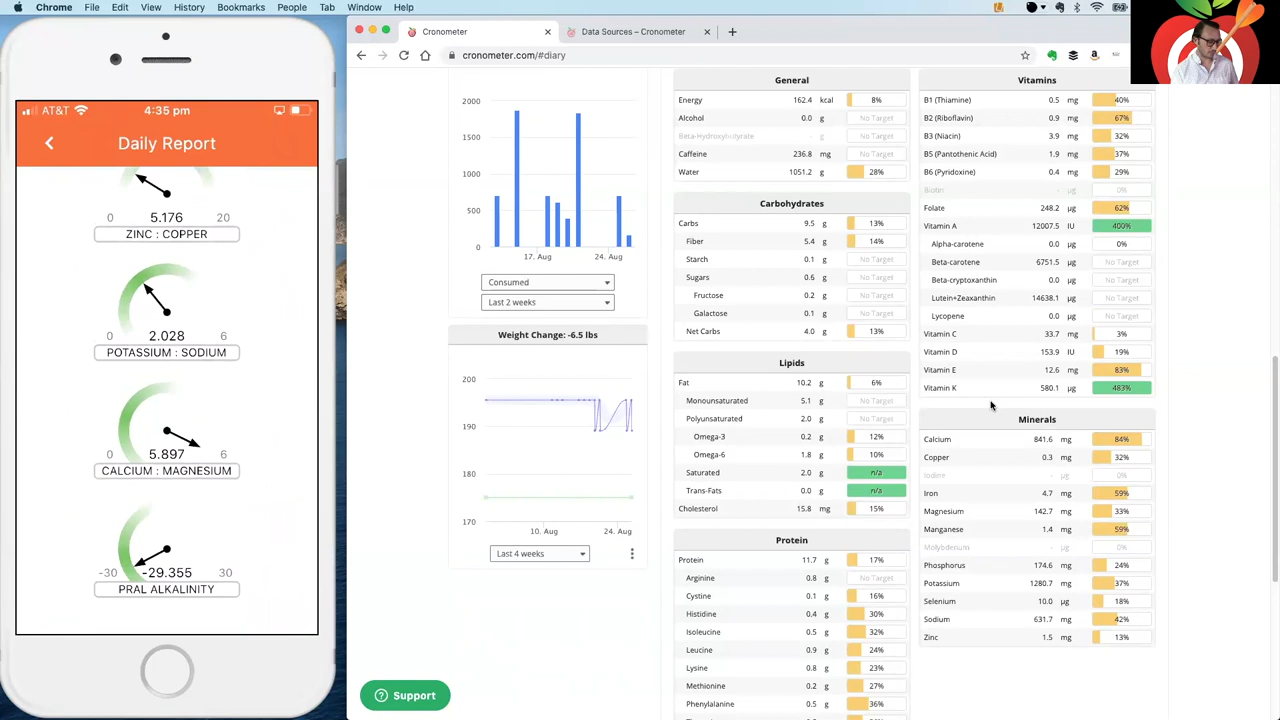 Chrome File Edit View History Bookmarks People Tab Window Help
AT&T 4:35 pm
Daily Report
0 5.176 20
ZINC : COPPER
0 2.028 6
POTASSIUM : SODIUM
0 5.897 6
CALCIUM : MAGNESIUM
-30 -29.355 30
PRAL ALKALINITY
Cronometer
Data Sources – Cronometer
cronometer.com/#diary
2000
1500
1000
500
0
17. Aug 24. Aug
Consumed
Last 2 weeks
Weight Change: -6.5 lbs
200
190
180
170
10. Aug 24. Aug
Last 4 weeks
Support
General
Energy 162.4 kcal 8%
Alcohol 0.0 g No Target
Beta-Hydroxybutyrate - No Target
Caffeine 236.8 mg No Target
Water 1051.2 g 28%
Carbohydrates
Carbs 9.5 g 13%
Fiber 5.4 g 14%
Starch 0.1 g No Target
Sugars 0.6 g No Target
Fructose 0.2 g No Target
Galactose 0.1 g No Target
Net Carbs 4.0 g 13%
Lipids
Fat 10.2 g 6%
Monounsaturated 5.1 g No Target
Polyunsaturated 2.0 g No Target
Omega-3 0.2 g 12%
Omega-6 1.8 g 10%
Saturated 2.0 g n/a
Trans-Fats 0.0 g n/a
Cholesterol 15.8 mg 15%
Protein
Protein 11.7 g 17%
Arginine 0.8 g No Target
Cystine 0.1 g 16%
Histidine 0.4 g 30%
Isoleucine 0.5 g 32%
Leucine 0.9 g 24%
Lysine 0.8 g 23%
Methionine 0.2 g 27%
Phenylalanine 0.5 g 36%
Vitamins
B1 (Thiamine) 0.5 mg 40%
B2 (Riboflavin) 0.9 mg 67%
B3 (Niacin) 3.9 mg 32%
B5 (Pantothenic Acid) 1.9 mg 37%
B6 (Pyridoxine) 0.4 mg 29%
Biotin - µg 0%
Folate 248.2 µg 62%
Vitamin A 12007.5 IU 400%
Alpha-carotene 0.0 µg 0%
Beta-carotene 6751.5 µg No Target
Beta-cryptoxanthin 0.0 µg No Target
Lutein+Zeaxanthin 14638.1 µg No Target
Lycopene 0.0 µg No Target
Vitamin C 33.7 mg 3%
Vitamin D 153.9 IU 19%
Vitamin E 12.6 mg 83%
Vitamin K 580.1 µg 483%
Minerals
Calcium 841.6 mg 84%
Copper 0.3 mg 32%
Iodine - µg 0%
Iron 4.7 mg 59%
Magnesium 142.7 mg 33%
Manganese 1.4 mg 59%
Molybdenum - µg 0%
Phosphorus mg 24%
Potassium 1280.7 mg 37%
Selenium µg 18%
Sodium 631.7 mg 42%
Zinc 1.5 mg 13%